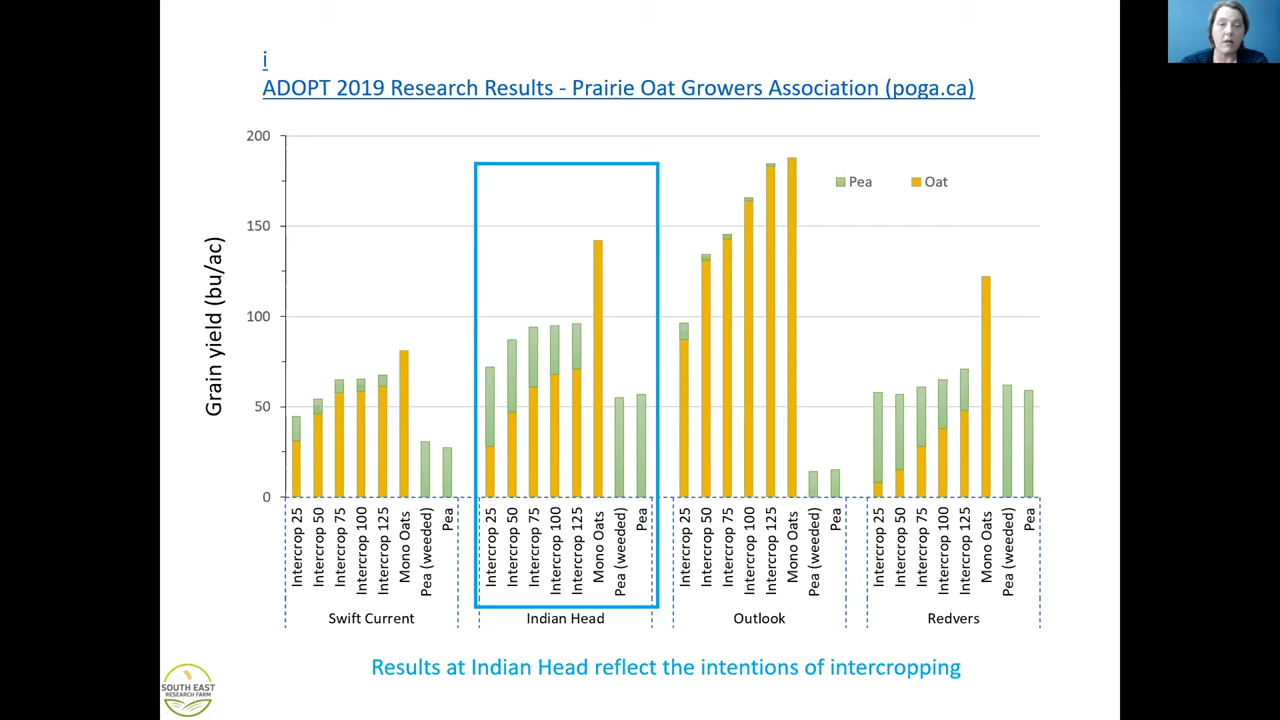 i
ADOPT 2019 Research Results - Prairie Oat Growers Association (poga.ca)
Grain yield (bu/ac)
200
150
100
50
0
Pea
Oat
Intercrop 25
Intercrop 50
Intercrop 75
Intercrop 100
Intercrop 125
Mono Oats
Pea (weeded)
Pea
Intercrop 25
Intercrop 50
Intercrop 75
Intercrop 100
Intercrop 125
Mono Oats
Pea (weeded)
Pea
Intercrop 25
Intercrop 50
Intercrop 75
Intercrop 100
Intercrop 125
Mono Oats
Pea (weeded)
Pea
Intercrop 25
Intercrop 50
Intercrop 75
Intercrop 100
Intercrop 125
Mono Oats
Pea (weeded)
Pea
Swift Current
Indian Head
Outlook
Redvers
Results at Indian Head reflect the intentions of intercropping
SOUTH EAST
RESEARCH FARM